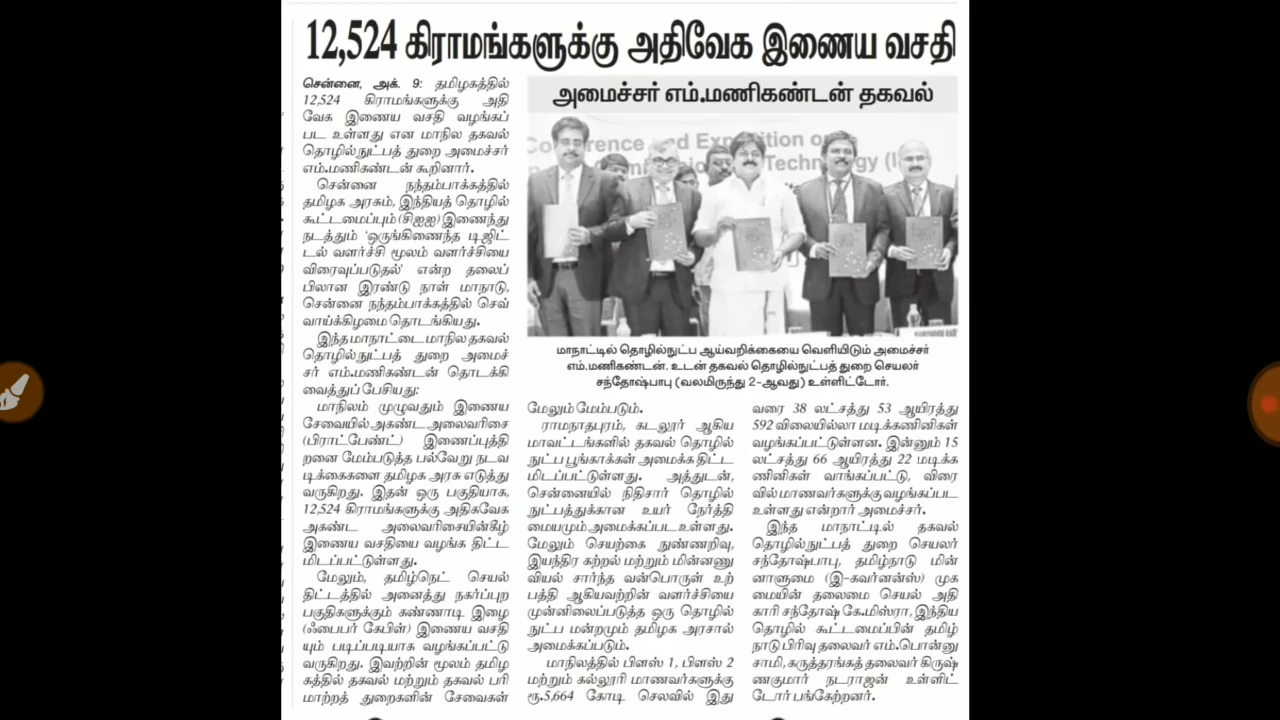 12,524 கிராமங்களுக்கு அதிவேக இணைய வசதி
சென்னை, அக். 9: தமிழகத்தில்
12,524 கிராமங்களுக்கு அதி
வேக இணைய வசதி வழங்கப்
பட உள்ளது என மாநில தகவல்
தொழில்நுட்பத் துறை அமைச்சர்
எம்.மணிகண்டன் கூறினார்.
சென்னை நந்தம்பாக்கத்தில்
தமிழக அரசும், இந்தியத் தொழில்
கூட்டமைப்பும் (சிஐஐ) இணைந்து
நடத்தும் 'ஒருங்கிணைந்த டிஜிட்
டல் வளர்ச்சி மூலம் வளர்ச்சியை
விரைவுப்படுதல்' என்ற தலைப்
பிலான இரண்டு நாள் மாநாடு,
சென்னை நந்தம்பாக்கத்தில் செவ்
வாய்க்கிழமை தொடங்கியது.
இந்த மாநாட்டை மாநில தகவல்
தொழில்நுட்பத் துறை அமைச்
சர் எம்.மணிகண்டன் தொடக்கி
வைத்துப் பேசியது:
மாநிலம் முழுவதும் இணைய
சேவையில் அகண்ட அலைவரிசை
(பிராட்பேண்ட்) இணைப்புத்தி
றனை மேம்படுத்த பல்வேறு நடவ
டிக்கைகளை தமிழக அரசு எடுத்து
வருகிறது. இதன் ஒரு பகுதியாக,
12,524 கிராமங்களுக்கு அதிகவேக
அகண்ட அலைவரிசையின்கீழ்
இணைய வசதியை வழங்க திட்ட
மிடப்பட்டுள்ளது.
மேலும், தமிழ்நெட் செயல்
திட்டத்தில் அனைத்து நகர்ப்புற
பகுதிகளுக்கும் கண்ணாடி இழை
(ஃபைபர் கேபிள்) இணைய வசதி
யும் படிப்படியாக வழங்கப்பட்டு
வருகிறது. இவற்றின் மூலம் தமிழ
கத்தில் தகவல் மற்றும் தகவல் பரி
மாற்றத் துறைகளின் சேவைகள்
அமைச்சர் எம்.மணிகண்டன் தகவல்
Conference and Exposition on
Technology (I
மாநாட்டில் தொழில்நுட்ப ஆய்வறிக்கையை வெளியிடும் அமைச்சர்
எம்.மணிகண்டன். உடன் தகவல் தொழில்நுட்பத் துறை செயலர்
சந்தோஷ்பாபு (வலமிருந்து 2-ஆவது) உள்ளிட்டோர்.
மேலும் மேம்படும்.
ராமநாதபுரம், கடலூர் ஆகிய
மாவட்டங்களில் தகவல் தொழில்
நுட்ப பூங்காக்கள் அமைக்க திட்ட
மிடப்பட்டுள்ளது. அத்துடன்,
சென்னையில் நிதிசார் தொழில்
நுட்பத்துக்கான உயர் நேர்த்தி
மையமும் அமைக்கப்பட உள்ளது.
மேலும் செயற்கை நுண்ணறிவு,
இயந்திர கற்றல் மற்றும் மின்னணு
வியல் சார்ந்த வன்பொருள் உற்
பத்தி ஆகியவற்றின் வளர்ச்சியை
முன்னிலைப்படுத்த ஒரு தொழில்
நுட்ப மன்றமும் தமிழக அரசால்
அமைக்கப்படும்.
மாநிலத்தில் பிளஸ் 1, பிளஸ் 2
மற்றும் கல்லூரி மாணவர்களுக்கு
ரூ.5,664 கோடி செலவில் இது
வரை 38 லட்சத்து 53 ஆயிரத்து
592 விலையில்லா மடிக்கணினிகள்
வழங்கப்பட்டுள்ளன. இன்னும் 15
லட்சத்து 66 ஆயிரத்து 22 மடிக்க
ணினிகள் வாங்கப்பட்டு, விரை
வில் மாணவர்களுக்கு வழங்கப்பட
உள்ளது என்றார் அமைச்சர்.
இந்த மாநாட்டில் தகவல்
தொழில்நுட்பத் துறை செயலர்
சந்தோஷ்பாபு, தமிழ்நாடு மின்
னாளுமை (இ-கவர்னன்ஸ்) முக
மையின் தலைமை செயல் அதி
காரி சந்தோஷ் கே.மிஸ்ரா, இந்திய
தொழில் கூட்டமைப்பின் தமிழ்
நாடு பிரிவு தலைவர் எம்.பொன்னு
சாமி, கருத்தரங்கத் தலைவர் கிருஷ்
ணகுமார் நடராஜன் உள்ளிட்
டோர் பங்கேற்றனர்.